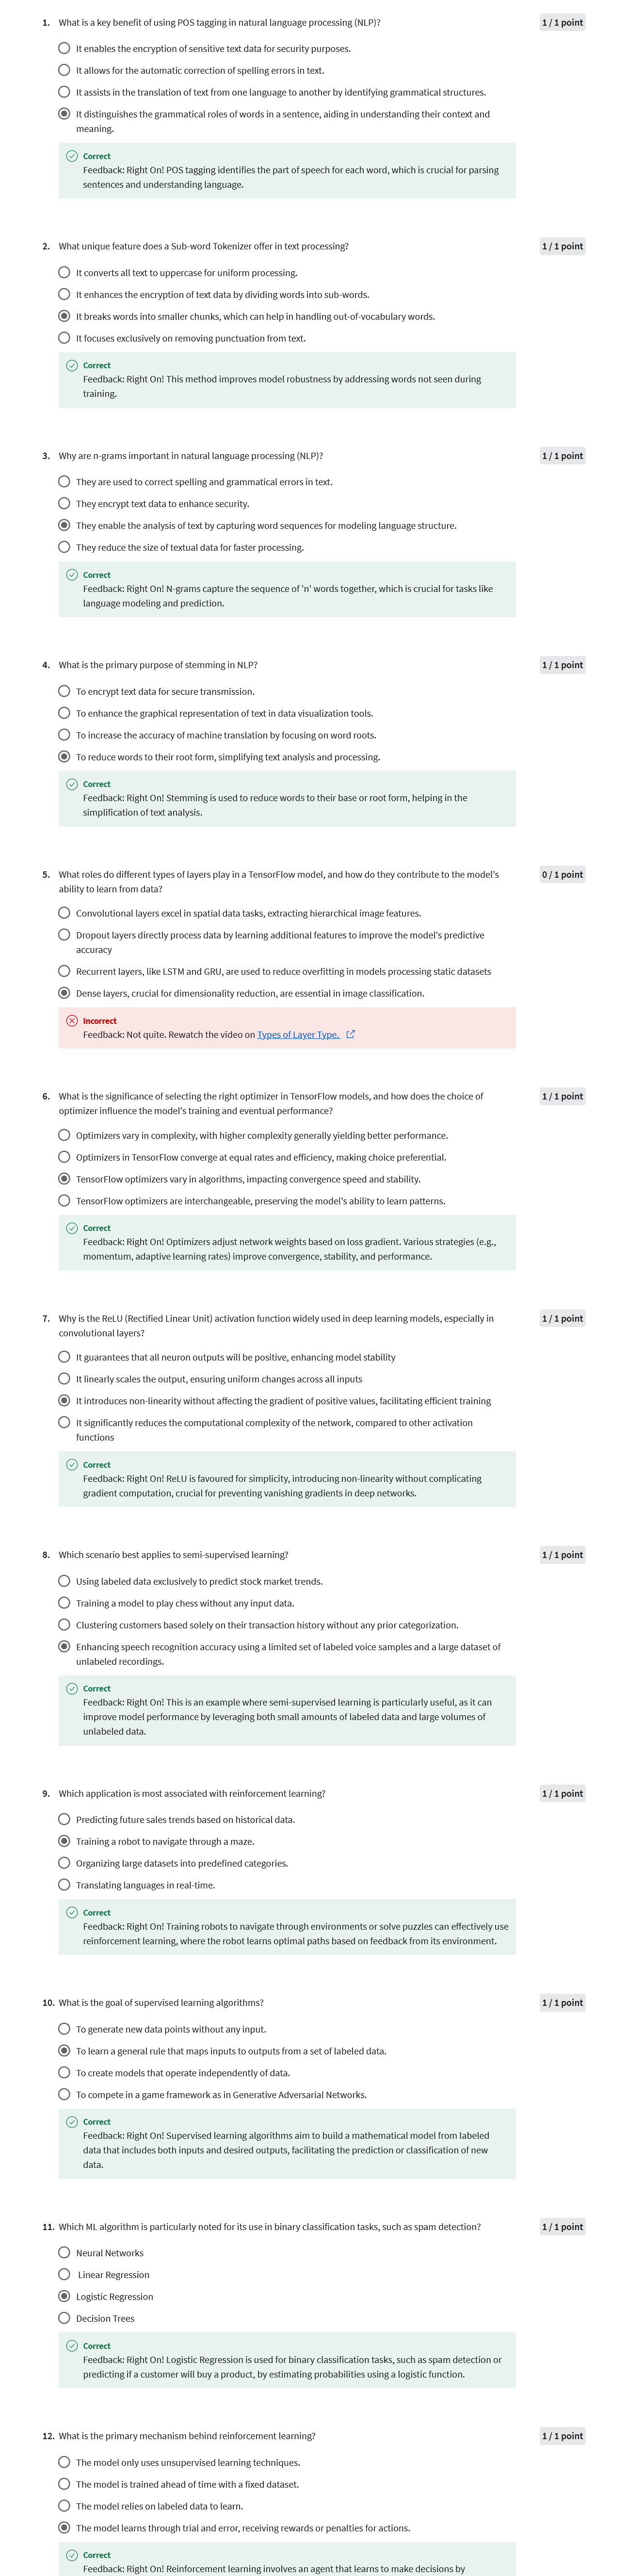 1. What is a key benefit of using POS tagging in natural language processing (NLP)? 1 / 1 point
It enables the encryption of sensitive text data for security purposes.
It allows for the automatic correction of spelling errors in text.
It assists in the translation of text from one language to another by identifying grammatical structures.
It distinguishes the grammatical roles of words in a sentence, aiding in understanding their context and
meaning.
Correct
Feedback: Right On! POS tagging identifies the part of speech for each word, which is crucial for parsing
sentences and understanding language.
2. What unique feature does a Sub-word Tokenizer offer in text processing? 1 / 1 point
It converts all text to uppercase for uniform processing.
It enhances the encryption of text data by dividing words into sub-words.
It breaks words into smaller chunks, which can help in handling out-of-vocabulary words.
It focuses exclusively on removing punctuation from text.
Correct
Feedback: Right On! This method improves model robustness by addressing words not seen during
training.
3. Why are n-grams important in natural language processing (NLP)? 1 / 1 point
They are used to correct spelling and grammatical errors in text.
They encrypt text data to enhance security.
They enable the analysis of text by capturing word sequences for modeling language structure.
They reduce the size of textual data for faster processing.
Correct
Feedback: Right On! N-grams capture the sequence of 'n' words together, which is crucial for tasks like
language modeling and prediction.
4. What is the primary purpose of stemming in NLP? 1 / 1 point
To encrypt text data for secure transmission.
To enhance the graphical representation of text in data visualization tools.
To increase the accuracy of machine translation by focusing on word roots.
To reduce words to their root form, simplifying text analysis and processing.
Correct
Feedback: Right On! Stemming is used to reduce words to their base or root form, helping in the
simplification of text analysis.
5. What roles do different types of layers play in a TensorFlow model, and how do they contribute to the model's 0 / 1 point
ability to learn from data?
Convolutional layers excel in spatial data tasks, extracting hierarchical image features.
Dropout layers directly process data by learning additional features to improve the model's predictive
accuracy
Recurrent layers, like LSTM and GRU, are used to reduce overfitting in models processing static datasets
Dense layers, crucial for dimensionality reduction, are essential in image classification.
Incorrect
Feedback: Not quite. Rewatch the video on Types of Layer Type.
6. What is the significance of selecting the right optimizer in TensorFlow models, and how does the choice of 1 / 1 point
optimizer influence the model's training and eventual performance?
Optimizers vary in complexity, with higher complexity generally yielding better performance.
Optimizers in TensorFlow converge at equal rates and efficiency, making choice preferential.
TensorFlow optimizers vary in algorithms, impacting convergence speed and stability.
TensorFlow optimizers are interchangeable, preserving the model's ability to learn patterns.
Correct
Feedback: Right On! Optimizers adjust network weights based on loss gradient. Various strategies (e.g.,
momentum, adaptive learning rates) improve convergence, stability, and performance.
7. Why is the ReLU (Rectified Linear Unit) activation function widely used in deep learning models, especially in 1 / 1 point
convolutional layers?
It guarantees that all neuron outputs will be positive, enhancing model stability
It linearly scales the output, ensuring uniform changes across all inputs
It introduces non-linearity without affecting the gradient of positive values, facilitating efficient training
It significantly reduces the computational complexity of the network, compared to other activation
functions
Correct
Feedback: Right On! ReLU is favoured for simplicity, introducing non-linearity without complicating
gradient computation, crucial for preventing vanishing gradients in deep networks.
8. Which scenario best applies to semi-supervised learning? 1 / 1 point
Using labeled data exclusively to predict stock market trends.
Training a model to play chess without any input data.
Clustering customers based solely on their transaction history without any prior categorization.
Enhancing speech recognition accuracy using a limited set of labeled voice samples and a large dataset of
unlabeled recordings.
Correct
Feedback: Right On! This is an example where semi-supervised learning is particularly useful, as it can
improve model performance by leveraging both small amounts of labeled data and large volumes of
unlabeled data.
9. Which application is most associated with reinforcement learning? 1 / 1 point
Predicting future sales trends based on historical data.
Training a robot to navigate through a maze.
Organizing large datasets into predefined categories.
Translating languages in real-time.
Correct
Feedback: Right On! Training robots to navigate through environments or solve puzzles can effectively use
reinforcement learning, where the robot learns optimal paths based on feedback from its environment.
10. What is the goal of supervised learning algorithms? 1 / 1 point
To generate new data points without any input.
To learn a general rule that maps inputs to outputs from a set of labeled data.
To create models that operate independently of data.
To compete in a game framework as in Generative Adversarial Networks.
Correct
Feedback: Right On! Supervised learning algorithms aim to build a mathematical model from labeled
data that includes both inputs and desired outputs, facilitating the prediction or classification of new
data.
11. Which ML algorithm is particularly noted for its use in binary classification tasks, such as spam detection? 1 / 1 point
Neural Networks
Linear Regression
Logistic Regression
Decision Trees
Correct
Feedback: Right On! Logistic Regression is used for binary classification tasks, such as spam detection or
predicting if a customer will buy a product, by estimating probabilities using a logistic function.
12. What is the primary mechanism behind reinforcement learning? 1 / 1 point
The model only uses unsupervised learning techniques.
The model is trained ahead of time with a fixed dataset.
The model relies on labeled data to learn.
The model learns through trial and error, receiving rewards or penalties for actions.
Correct
Feedback: Right On! Reinforcement learning involves an agent that learns to make decisions by